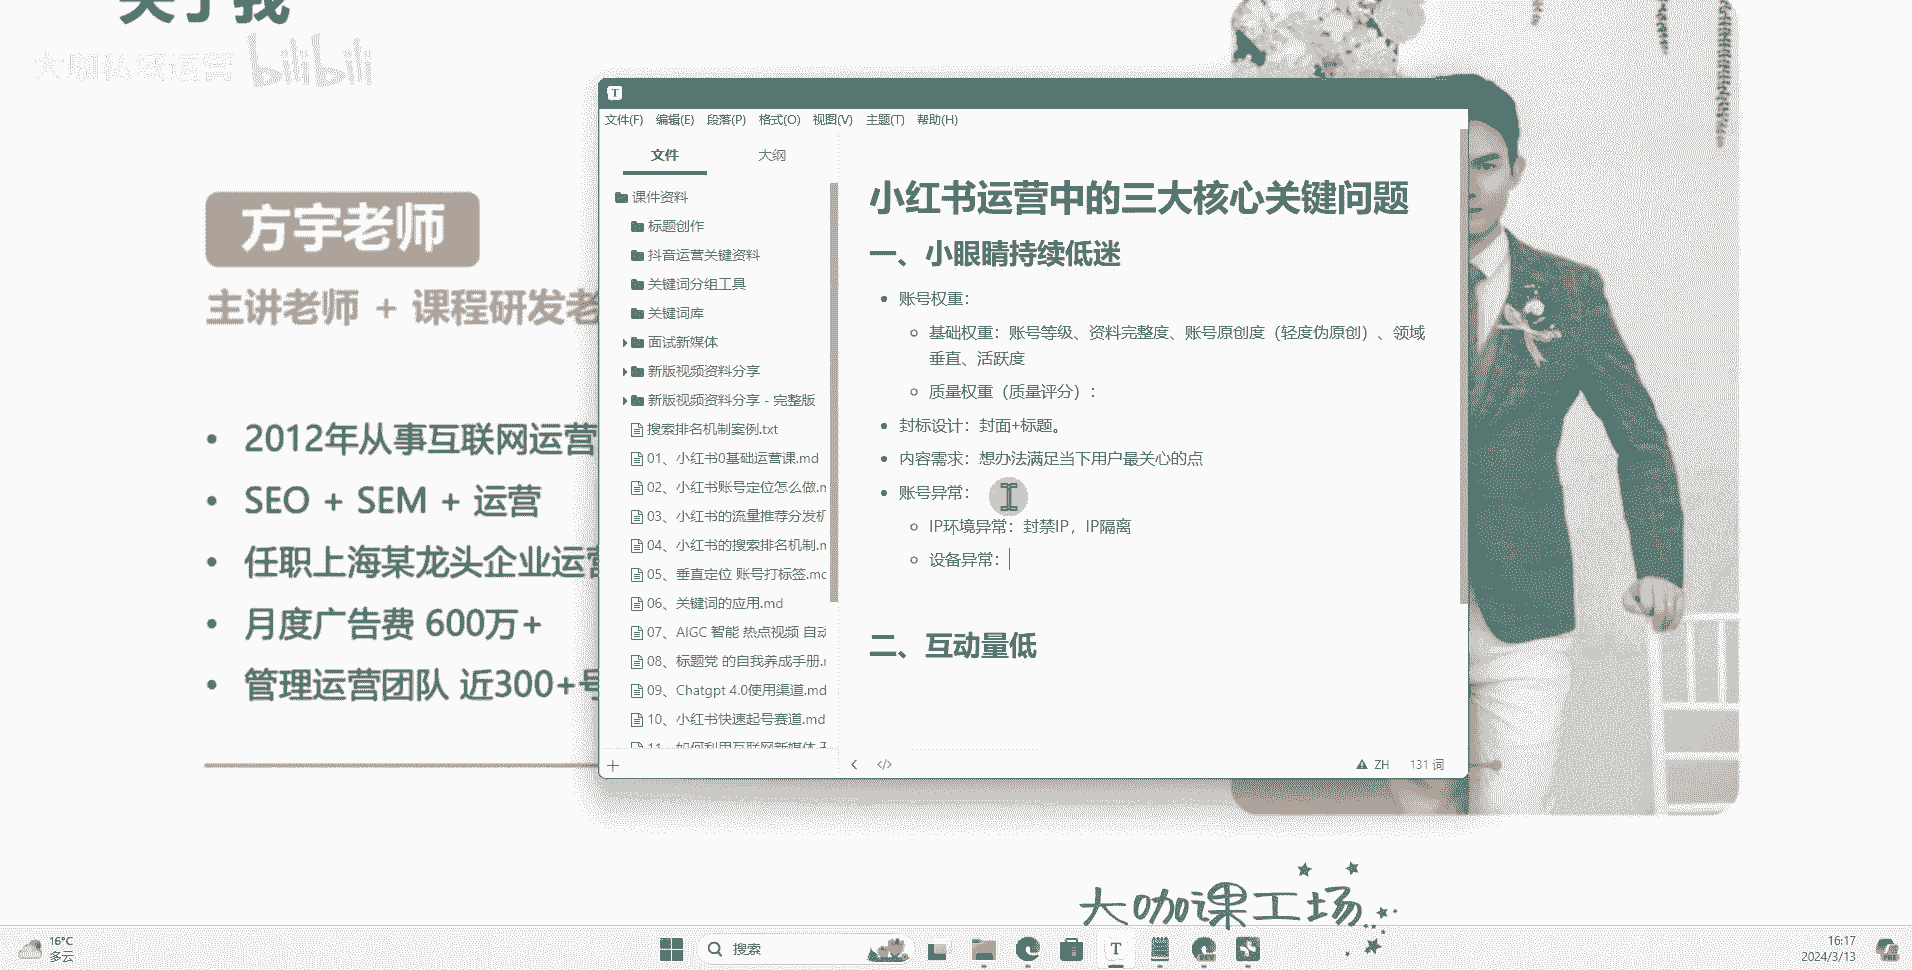 关于我
大咖私域运营 bilibili
方宇老师
主讲老师 + 课程研发老
2012年从事互联网运营
SEO + SEM + 运营
任职上海某龙头企业运营
月度广告费 600万+
管理运营团队 近300+号
T
文件(F) 编辑(E) 段落(P) 格式(O) 视图(V) 主题(T) 帮助(H)
文件 大纲
课件资料
标题创作
抖音运营关键资料
关键词分组工具
关键词库
面试新媒体
新版视频资料分享
新版视频资料分享 - 完整版
搜索排名机制案例.txt
01、小红书0基础运营课.md
02、小红书账号定位怎么做.m
03、小红书的流量推荐分发机
04、小红书的搜索排名机制.m
05、垂直定位 账号打标签.md
06、关键词的应用.md
07、AIGC 智能 热点视频 自动
08、标题党 的自我养成手册.m
09、Chatgpt 4.0使用渠道.md
10、小红书快速起号赛道.md
11、如何利用互联网新媒体
小红书运营中的三大核心关键问题
一、小眼睛持续低迷
账号权重：
基础权重：账号等级、资料完整度、账号原创度（轻度伪原创）、领域
垂直、活跃度
质量权重（质量评分）：
封标设计：封面+标题。
内容需求：想办法满足当下用户最关心的点
账号异常：
IP环境异常：封禁IP，IP隔离
设备异常：
二、互动量低
ZH 131 词
大咖课工场
16°C
多云
搜索
T
DEV
16:17
2024/3/13
PRE